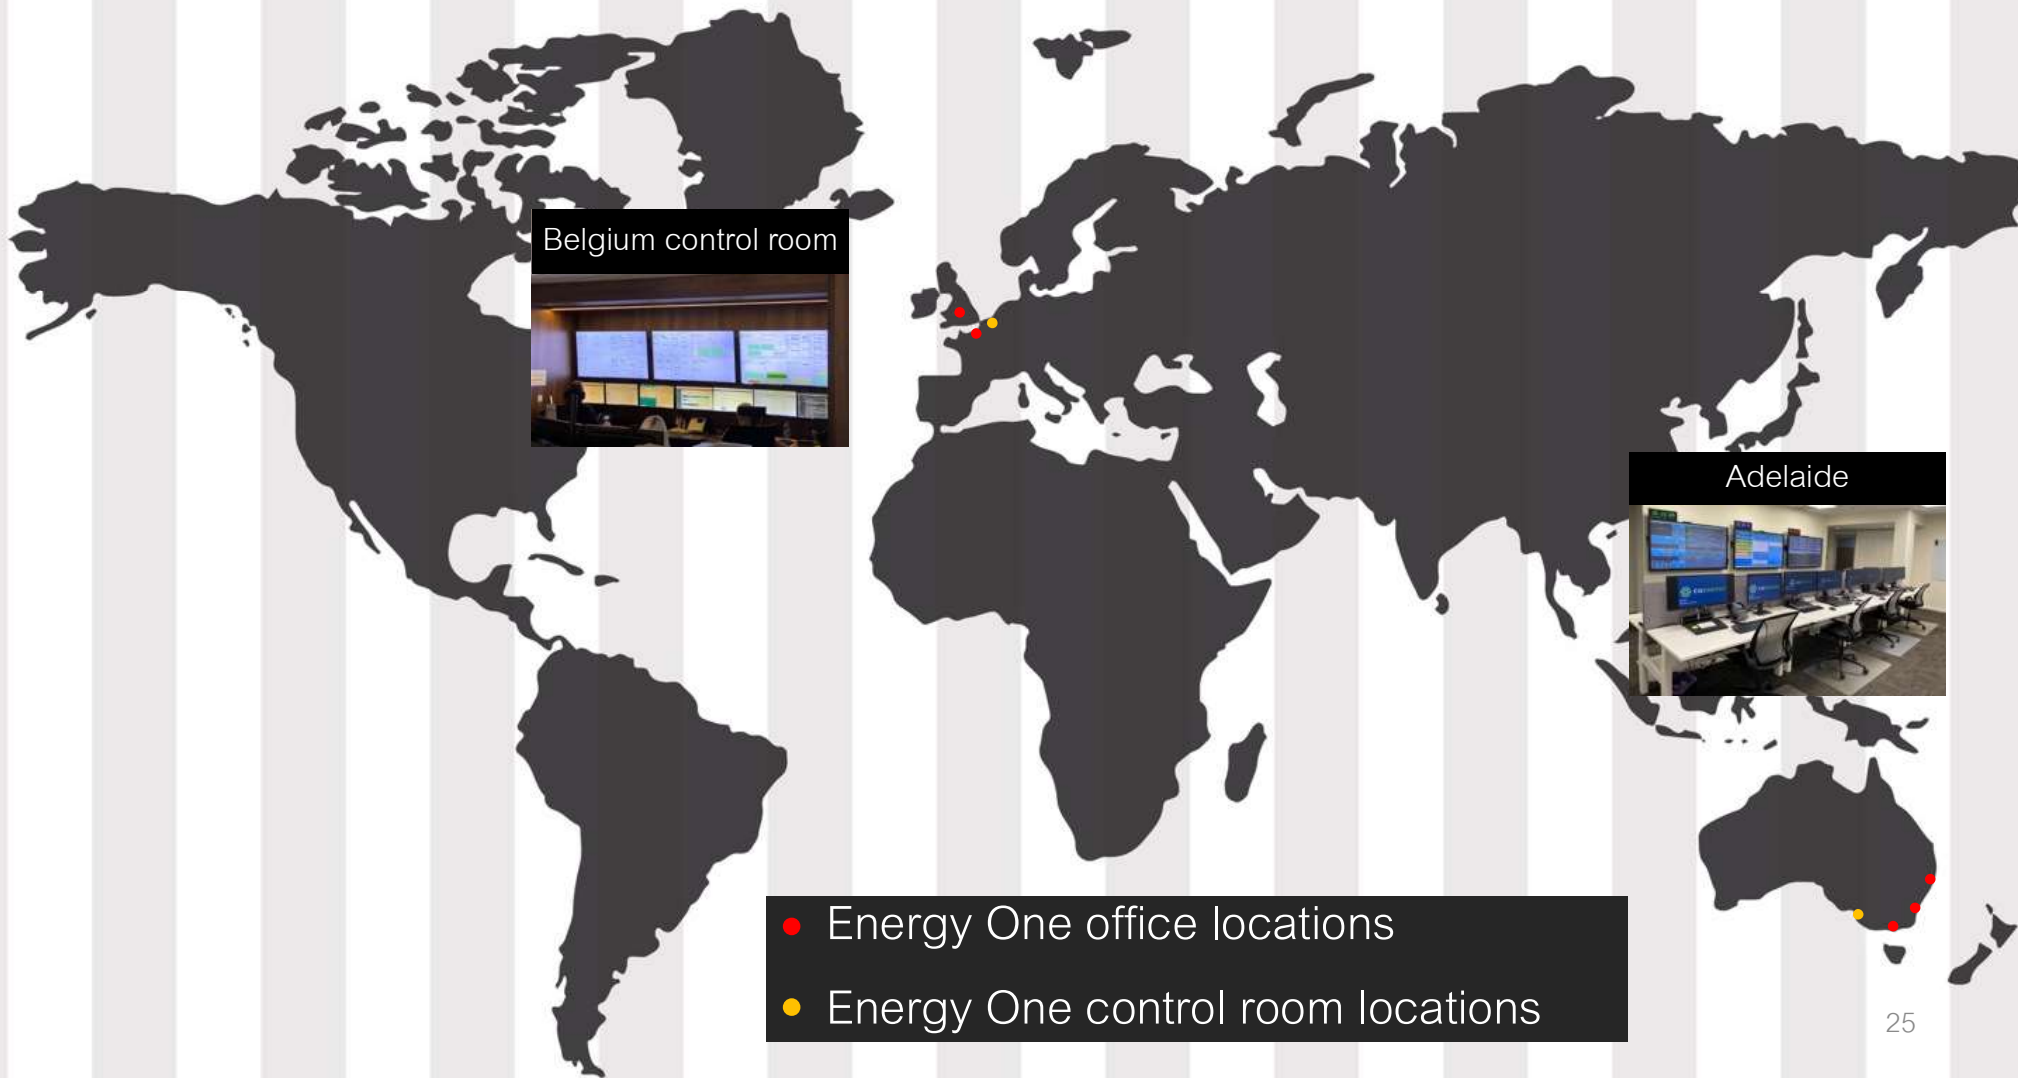 Belgium control room
Adelaide
Energy One office locations
Energy One control room locations
25